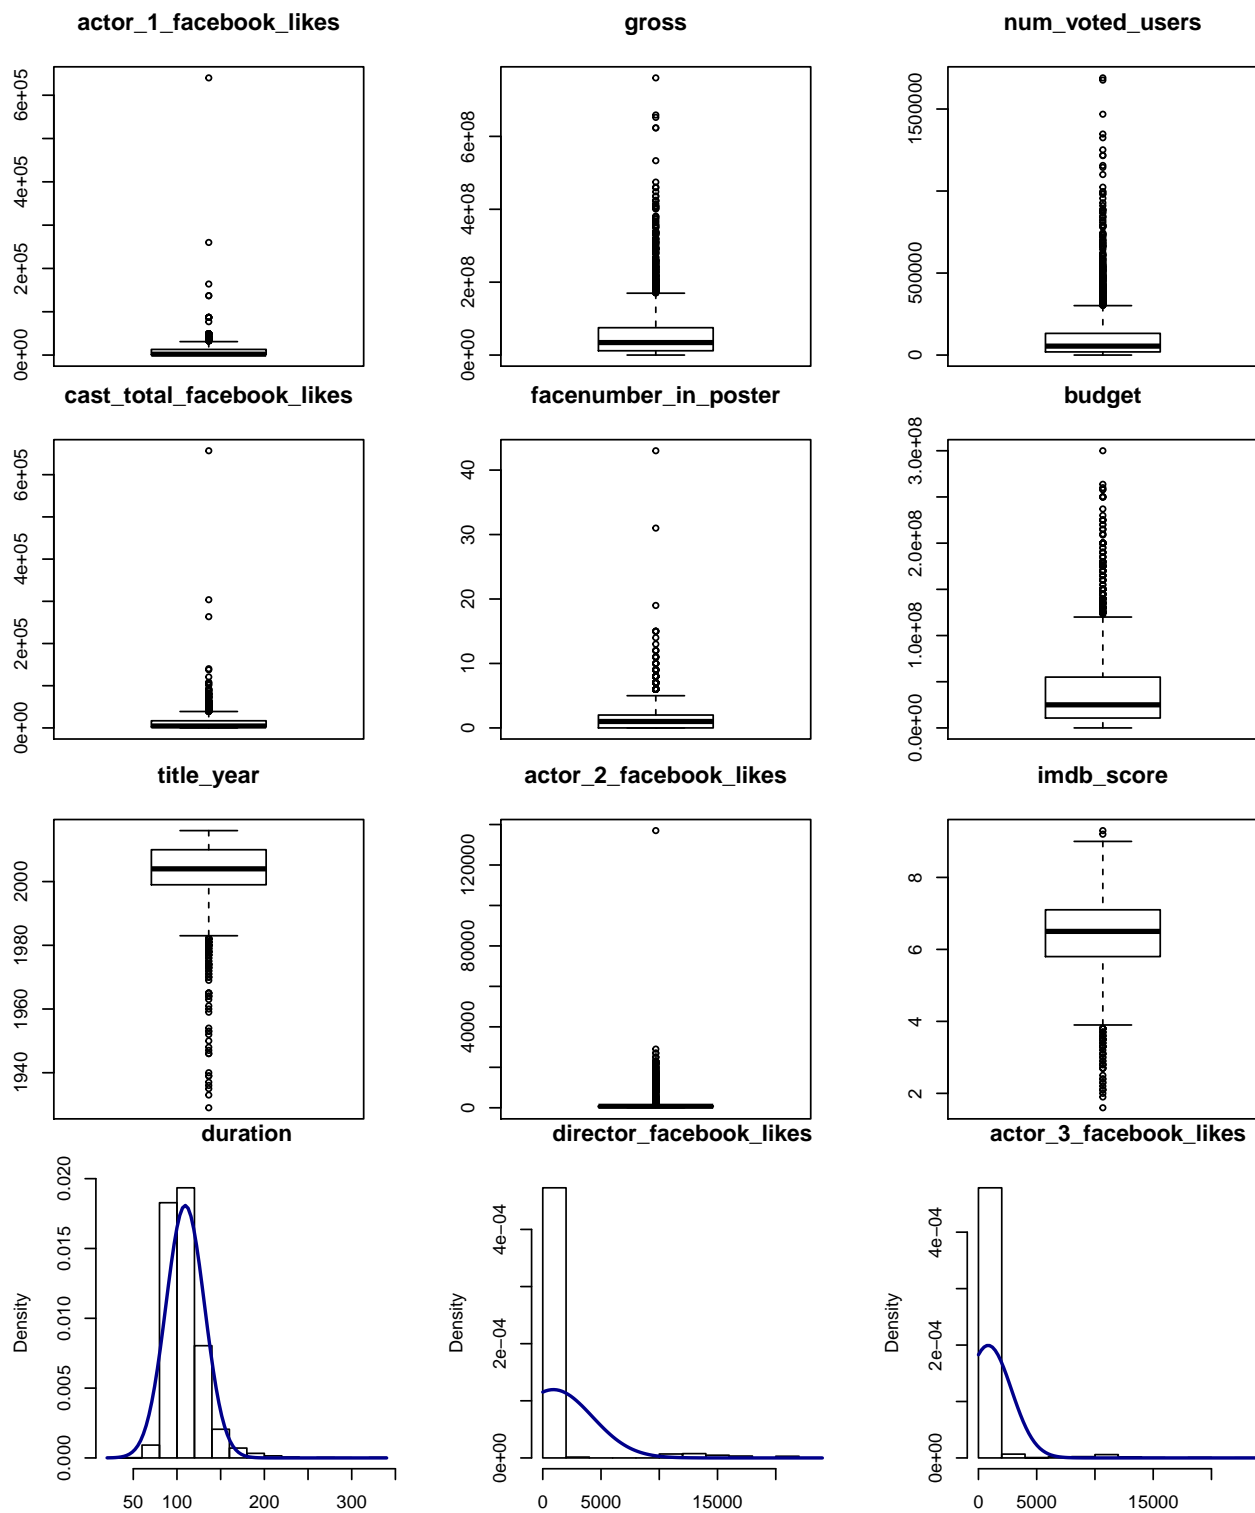 actor_1_facebook_likes
gross
num_voted_users
0e+00 2e+05 4e+05 6e+05
0e+00 2e+08 4e+08 6e+08
0 500000 1500000
cast_total_facebook_likes
facenumber_in_poster
budget
0e+00 2e+05 4e+05 6e+05
0 10 20 30 40
0.0e+00 1.0e+08 2.0e+08 3.0e+08
title_year
actor_2_facebook_likes
imdb_score
1940 1960 1980 2000
0 40000 80000 120000
2 4 6 8
duration
director_facebook_likes
actor_3_facebook_likes
Density
0.000 0.005 0.010 0.015 0.020
50 100 200 300
Density
0e+00 2e−04 4e−04
0 5000 15000
Density
0e+00 2e−04 4e−04
0 5000 15000